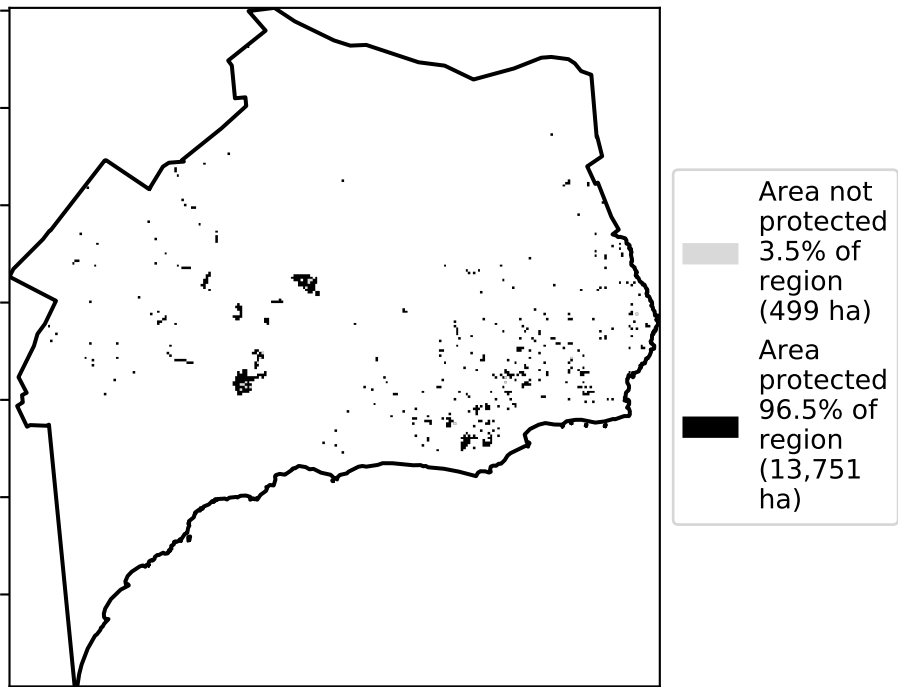 Area not
protected
3.5% of
region
(499 ha)
Area
protected
96.5% of
region
(13,751
ha)